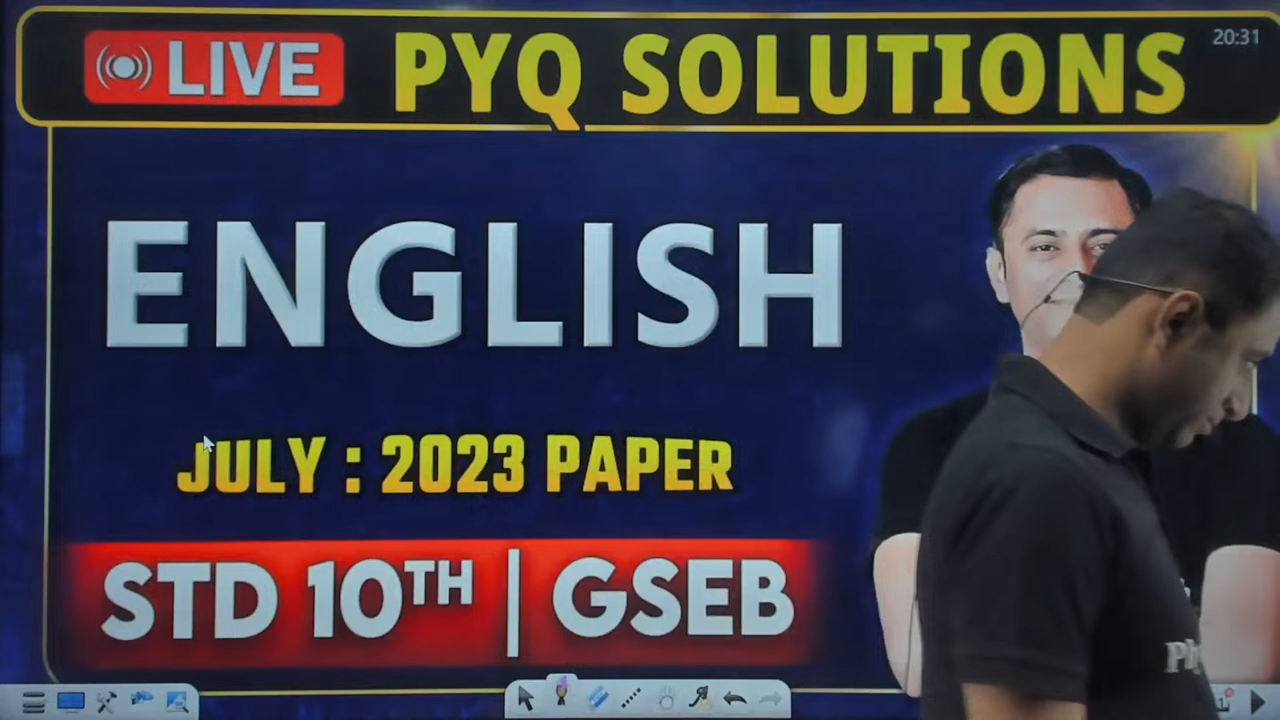 LIVE PYQ SOLUTIONS 20:31
ENGLISH
JULY : 2023 PAPER
STD 10TH | GSEB